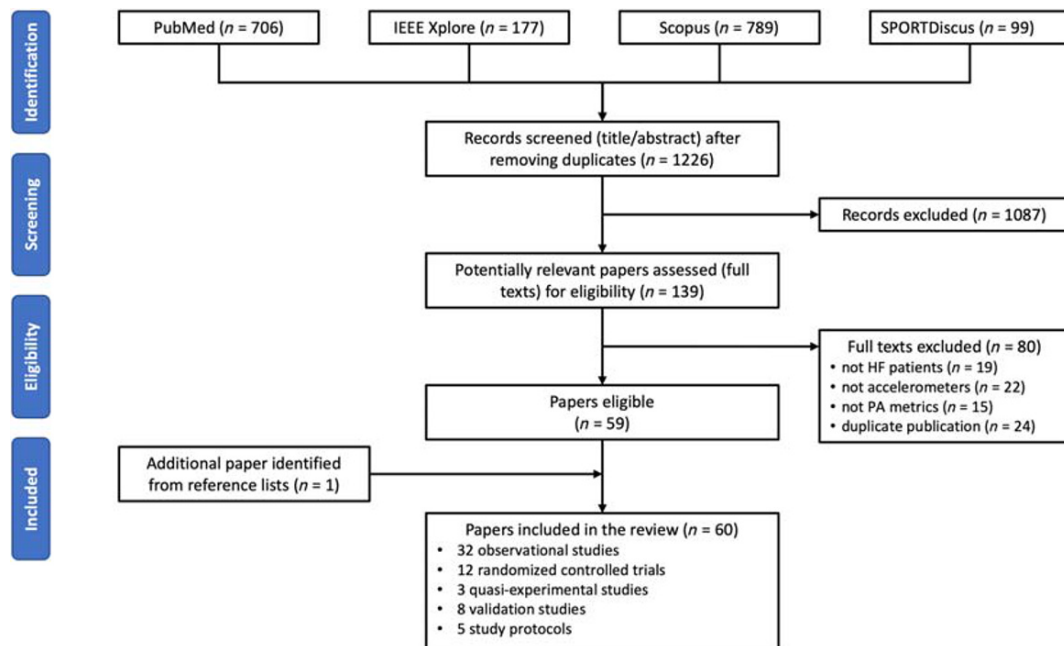 PubMed (n = 706)
IEEE Xplore (n = 177)
Scopus (n = 789)
SPORTDiscus (n = 99)
Identification
Records screened (title/abstract) after
removing duplicates (n = 1226)
Screening
Records excluded (n = 1087)
Potentially relevant papers assessed (full
texts) for eligibility (n = 139)
Eligibility
Full texts excluded (n = 80)
• not HF patients (n = 19)
• not accelerometers (n = 22)
• not PA metrics (n = 15)
• duplicate publication (n = 24)
Papers eligible
(n = 59)
Included
Additional paper identified
from reference lists (n = 1)
Papers included in the review (n = 60)
• 32 observational studies
• 12 randomized controlled trials
• 3 quasi-experimental studies
• 8 validation studies
• 5 study protocols